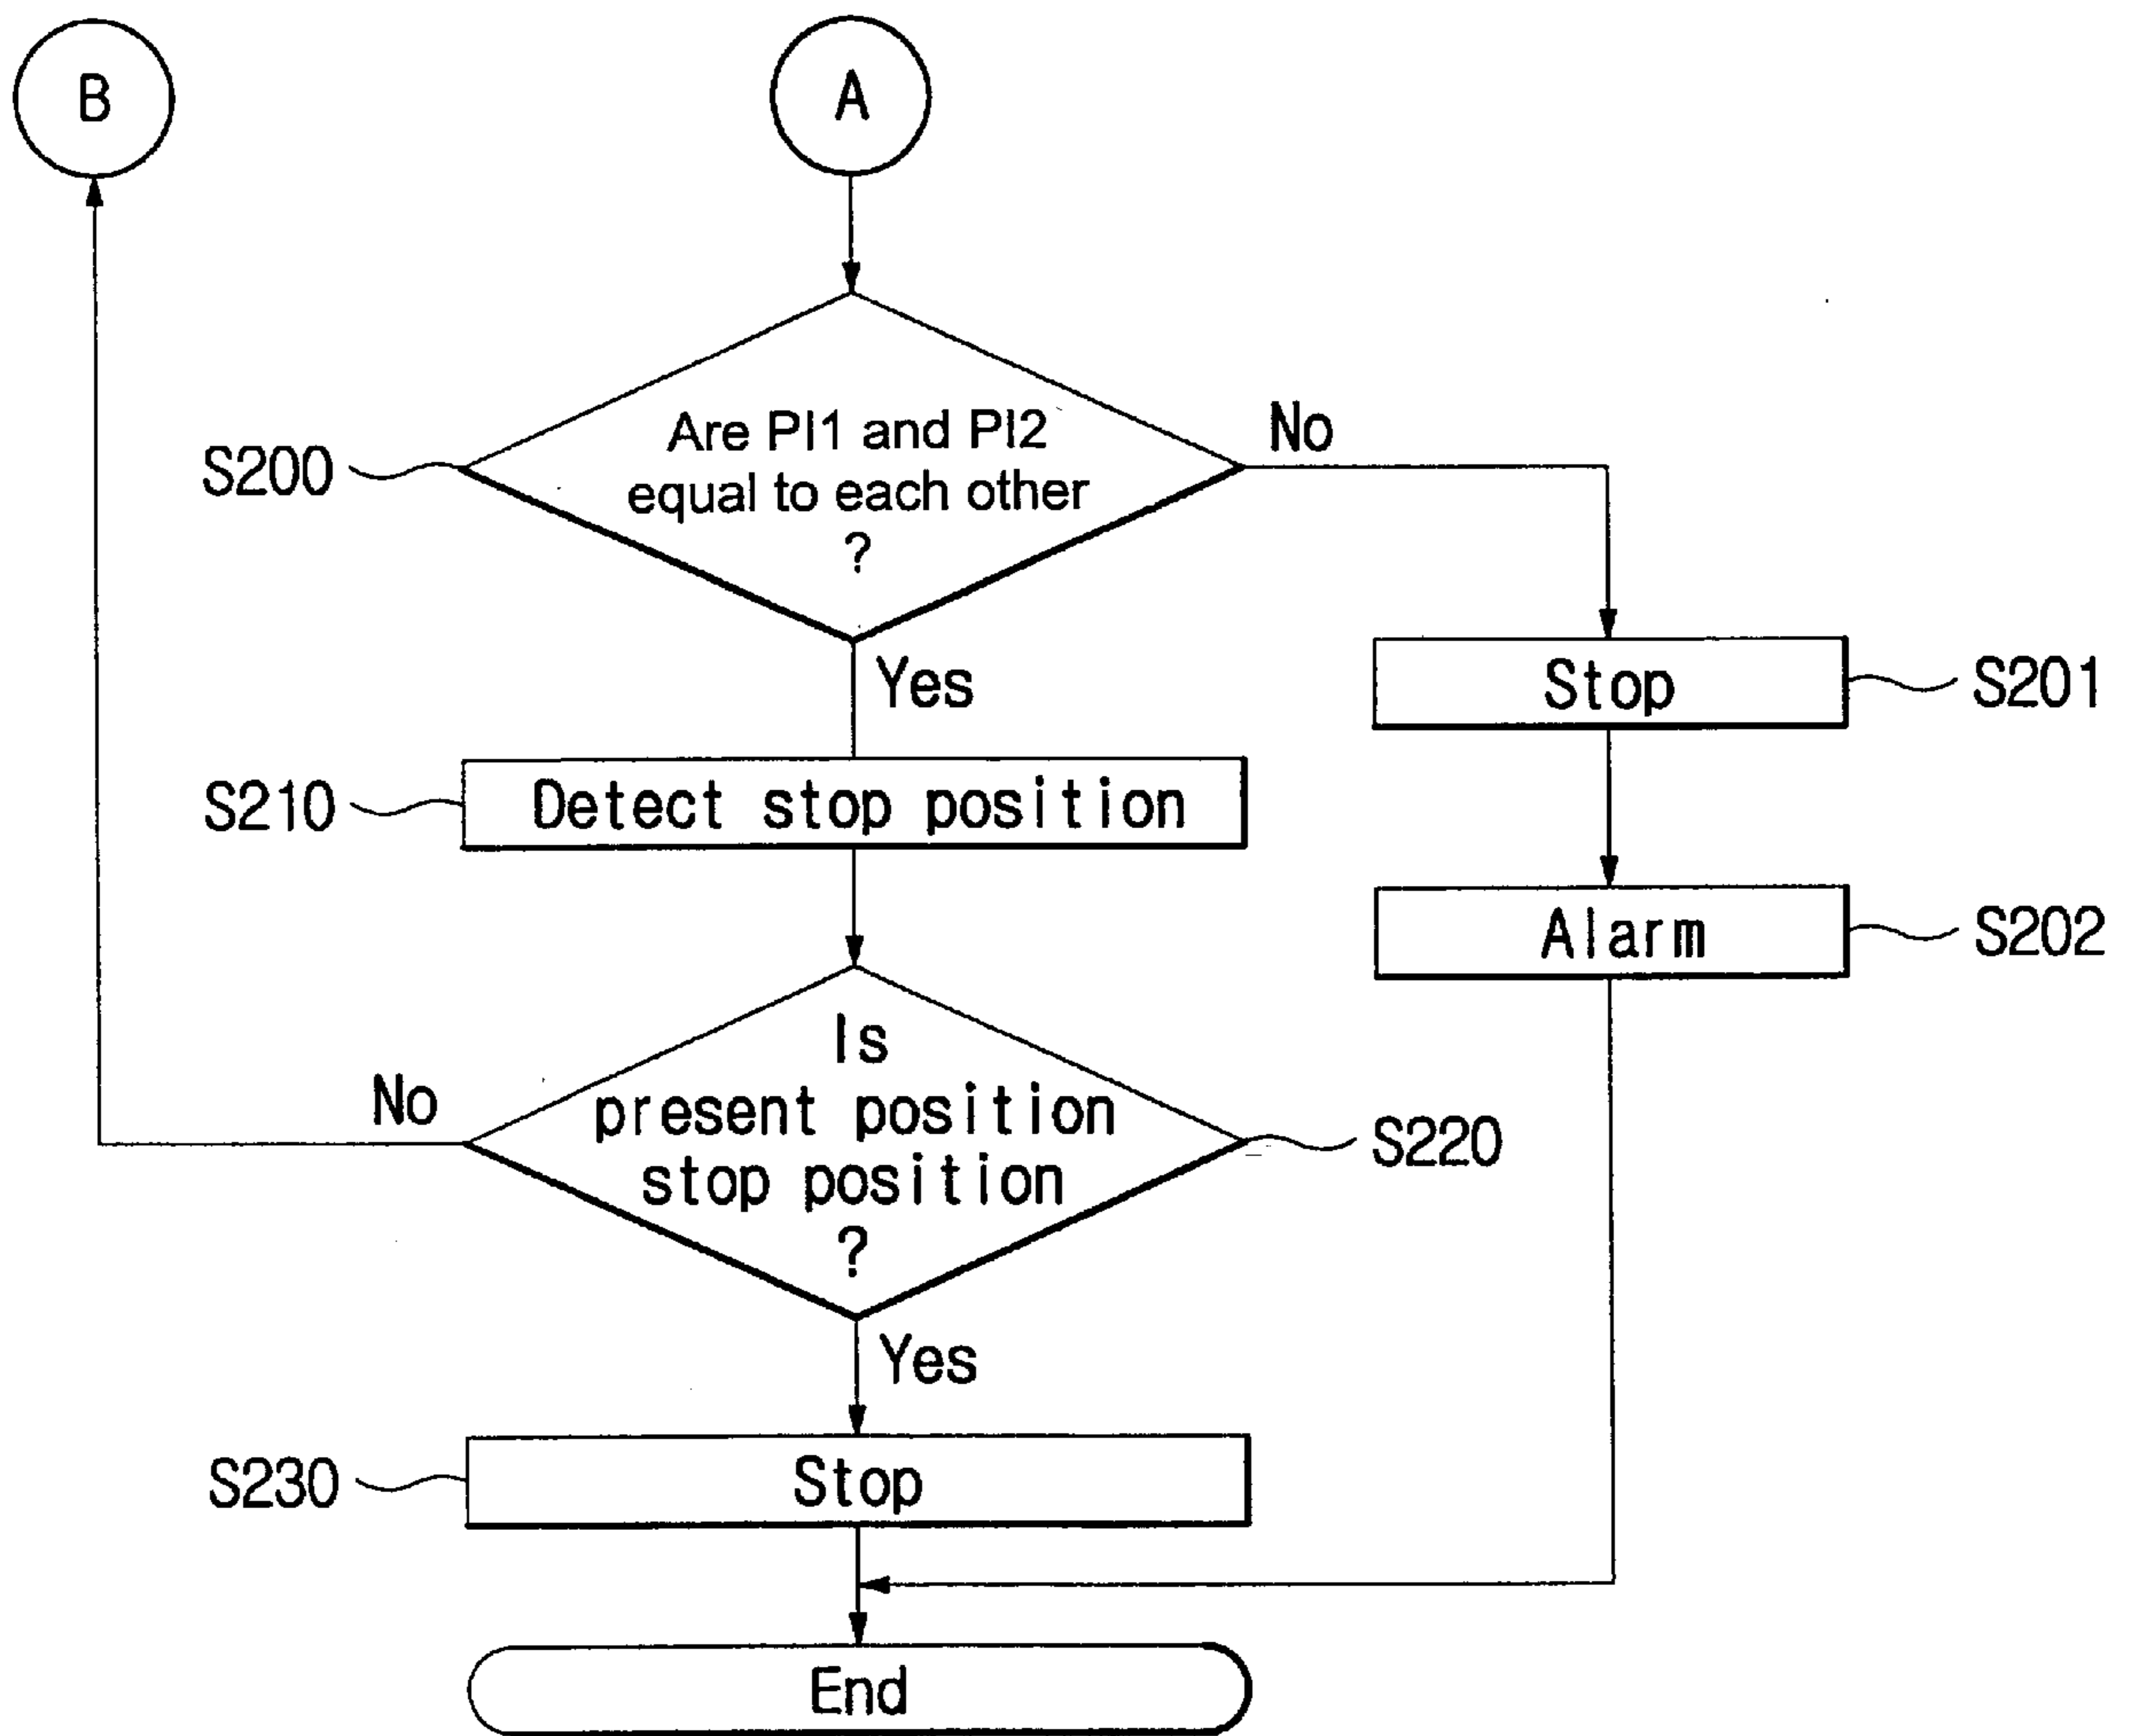 B
A
Are PI1 and PI2
equal to each other
?
No
S200
Yes
Stop
S201
S210
Detect stop position
Alarm
S202
Is
present position
stop position
?
No
S220
Yes
S230
Stop
End